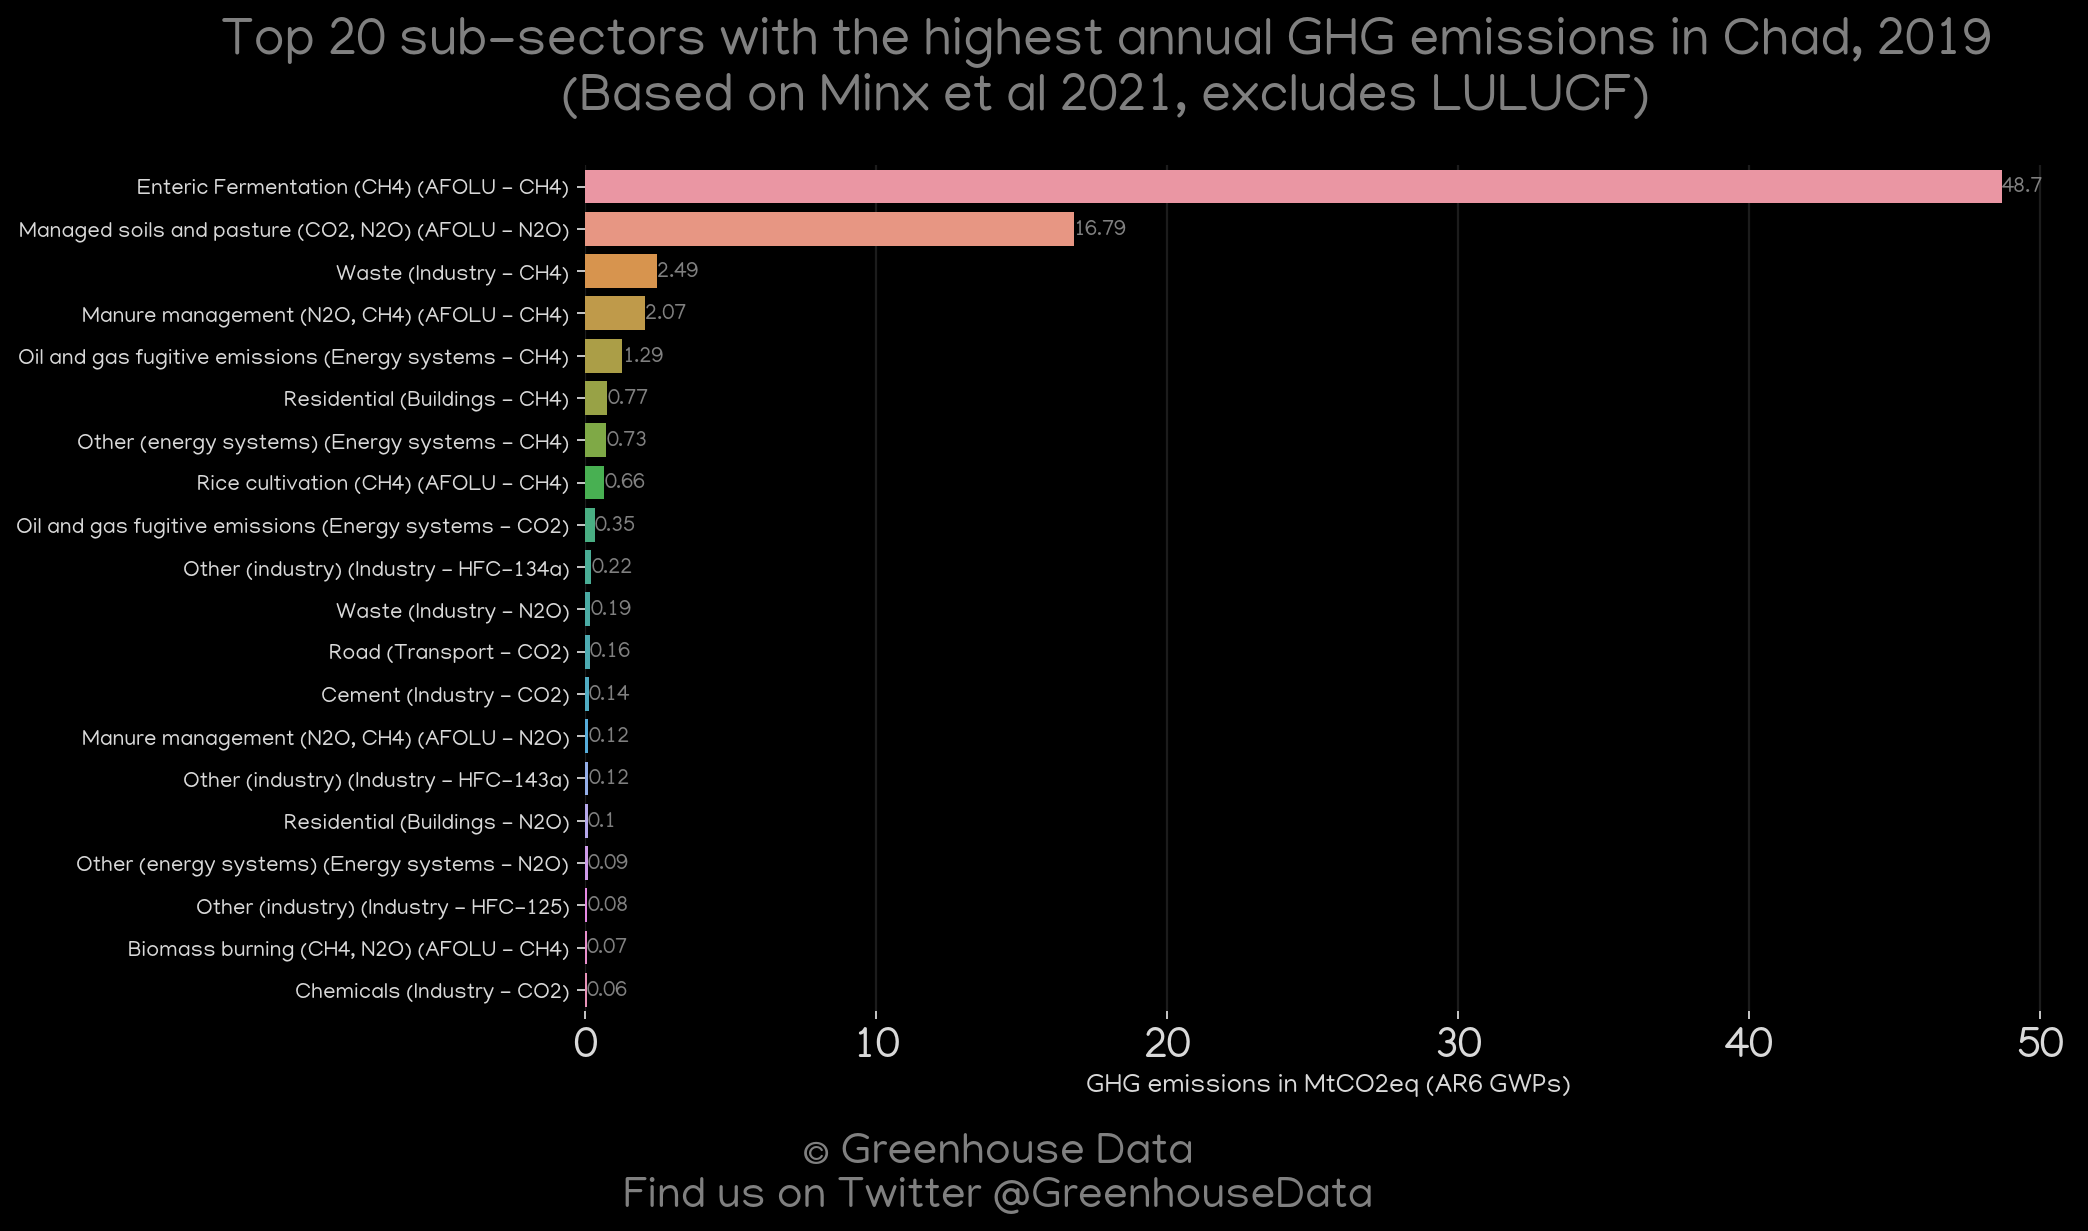 Top 20 sub-sectors with the highest annual GHG emissions in Chad, 2019
(Based on Minx et al 2021, excludes LULUCF)
Enteric Fermentation (CH4) (AFOLU - CH4) 48.7
Managed soils and pasture (CO2, N2O) (AFOLU - N2O) 16.79
Waste (Industry - CH4) 2.49
Manure management (N2O, CH4) (AFOLU - CH4) 2.07
Oil and gas fugitive emissions (Energy systems - CH4) 1.29
Residential (Buildings - CH4) 0.77
Other (energy systems) (Energy systems - CH4) 0.73
Rice cultivation (CH4) (AFOLU - CH4) 0.66
Oil and gas fugitive emissions (Energy systems - CO2) 0.35
Other (industry) (Industry - HFC-134a) 0.22
Waste (Industry - N2O) 0.19
Road (Transport - CO2) 0.16
Cement (Industry - CO2) 0.14
Manure management (N2O, CH4) (AFOLU - N2O) 0.12
Other (industry) (Industry - HFC-143a) 0.12
Residential (Buildings - N2O) 0.1
Other (energy systems) (Energy systems - N2O) 0.09
Other (industry) (Industry - HFC-125) 0.08
Biomass burning (CH4, N2O) (AFOLU - CH4) 0.07
Chemicals (Industry - CO2) 0.06
0 10 20 30 40 50
GHG emissions in MtCO2eq (AR6 GWPs)
© Greenhouse Data
Find us on Twitter @GreenhouseData